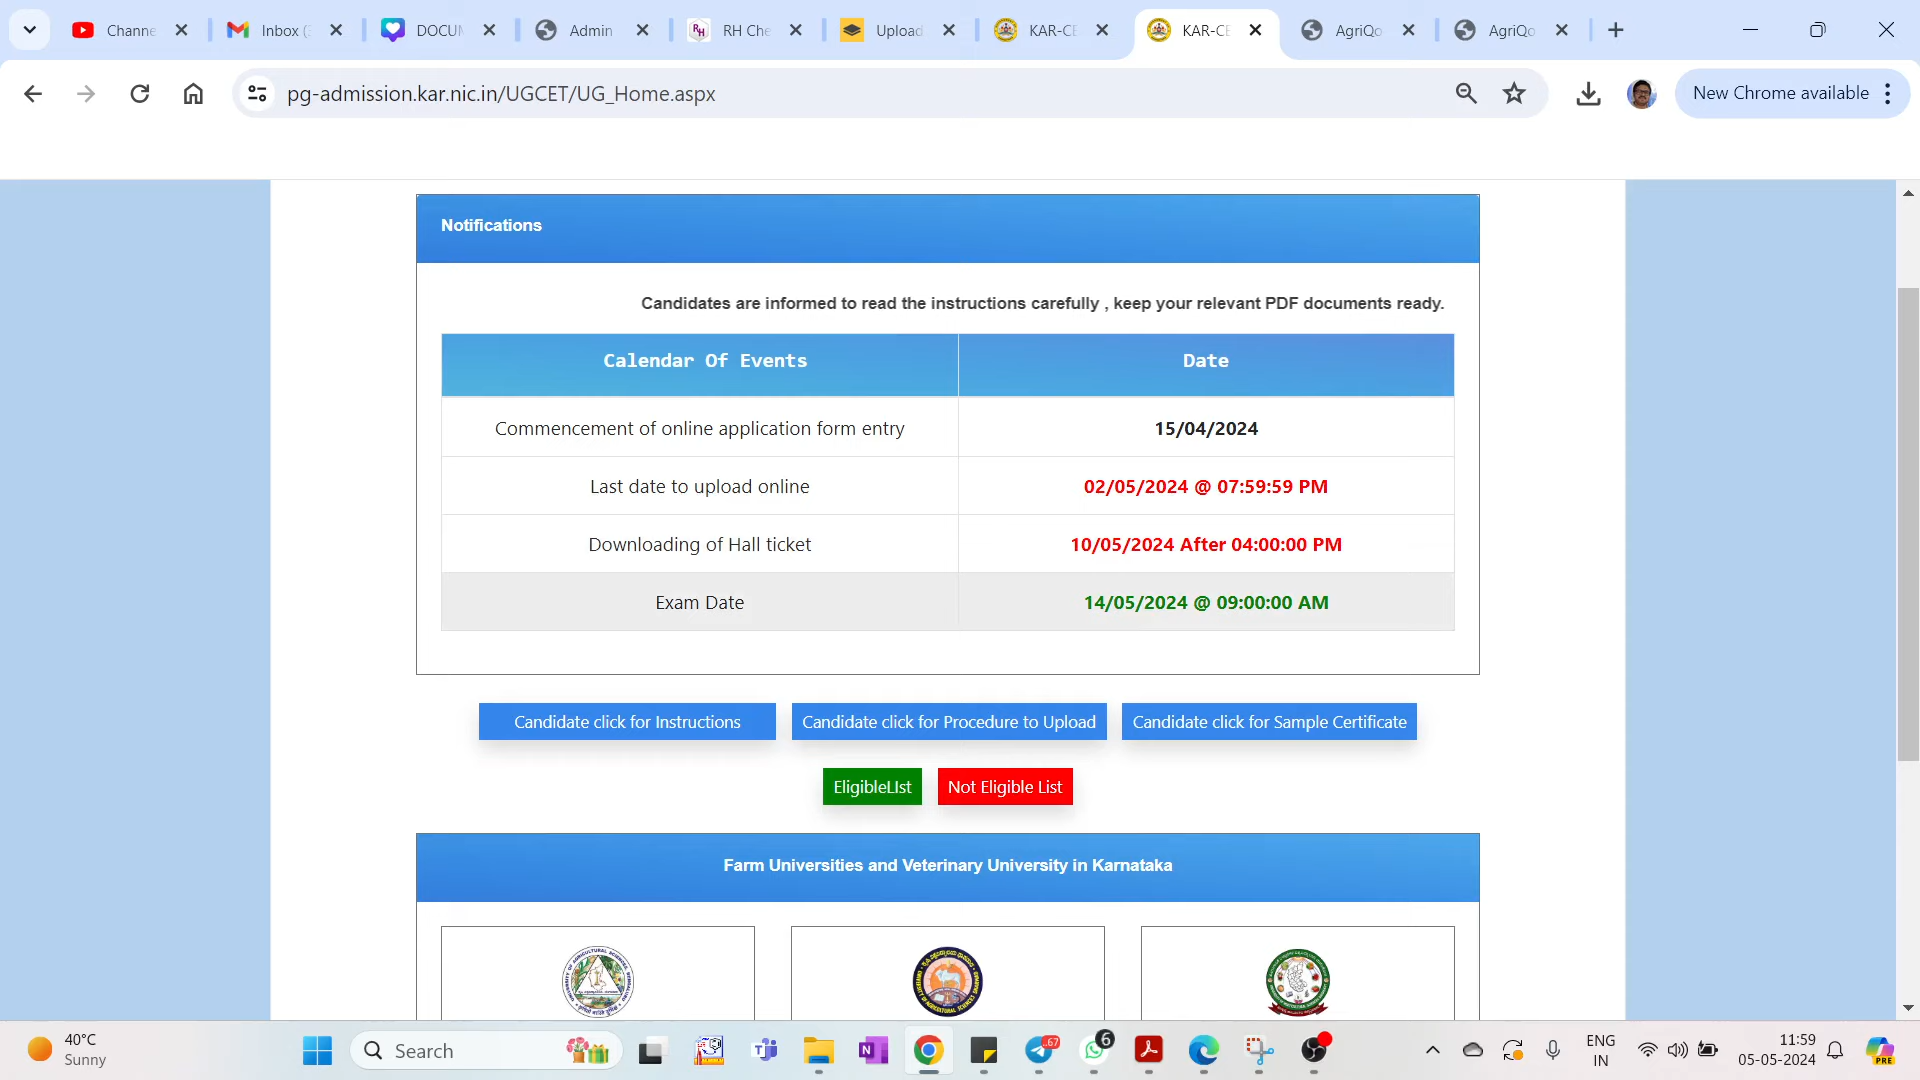 Channe
Inbox (
DOCUM
Admin
RH Che
Upload
KAR-CE
KAR-CE
AgriQo
AgriQo
pg-admission.kar.nic.in/UGCET/UG_Home.aspx
New Chrome available
Notifications
Candidates are informed to read the instructions carefully , keep your relevant PDF documents ready.
Calendar Of Events Date
Commencement of online application form entry 15/04/2024
Last date to upload online 02/05/2024 @ 07:59:59 PM
Downloading of Hall ticket 10/05/2024 After 04:00:00 PM
Exam Date 14/05/2024 @ 09:00:00 AM
Candidate click for Instructions Candidate click for Procedure to Upload Candidate click for Sample Certificate
EligibleLIst Not Eligible List
Farm Universities and Veterinary University in Karnataka
40°C
Sunny
Search
67
6
ENG
IN
11:59
05-05-2024
PRE